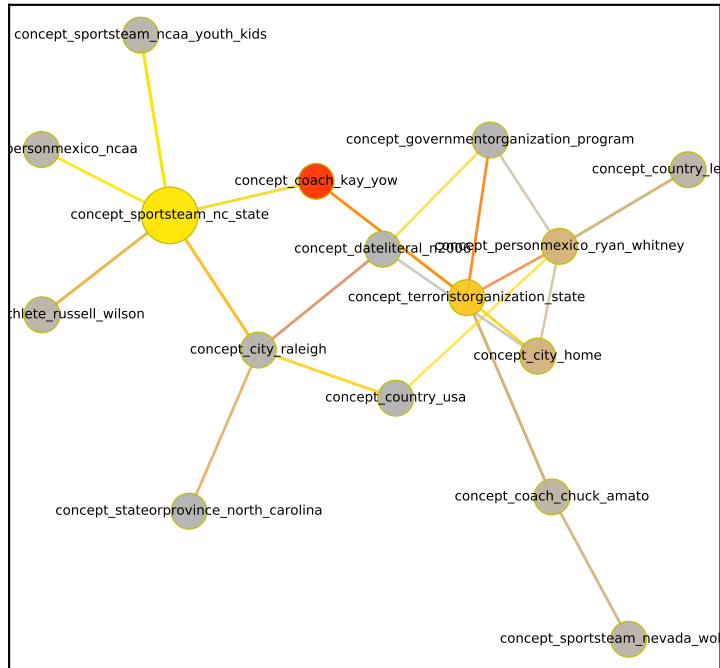 concept_sportsteam_ncaa_youth_kids
concept_governmentorganization_program
personmexico_ncaa
concept_country_le
concept_coach_kay_yow
concept_sportsteam_nc_state
concept_personmexico_ryan_whitney
concept_dateliteral_n2006
concept_terroristorganization_state
thlete_russell_wilson
concept_city_raleigh
concept_city_home
concept_country_usa
concept_coach_chuck_amato
concept_stateorprovince_north_carolina
concept_sportsteam_nevada_wol